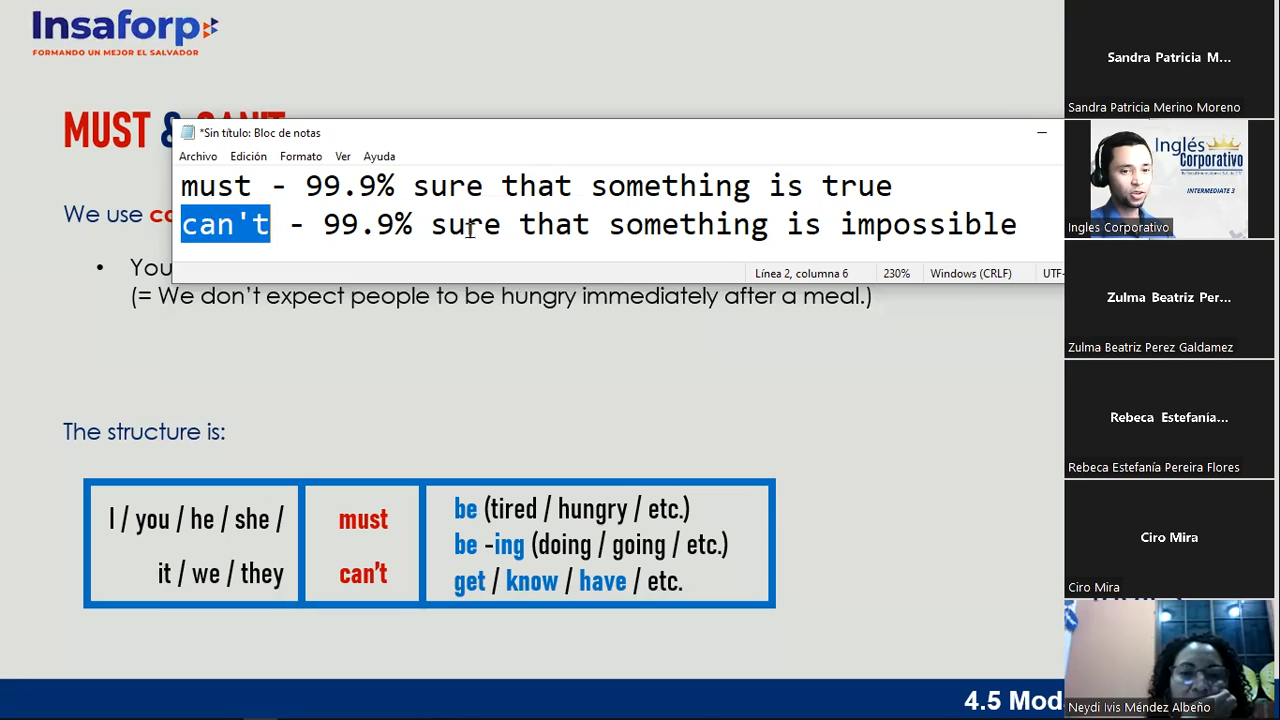 Insaforp
FORMANDO UN MEJOR EL SALVADOR
MUST & CAN'T
*Sin título: Bloc de notas
Archivo Edición Formato Ver Ayuda
must - 99.9% sure that something is true
can't - 99.9% sure that something is impossible
Línea 2, columna 6 230% Windows (CRLF) UTF-
We use
• You
(= We don't expect people to be hungry immediately after a meal.)
The structure is:
I / you / he / she /
it / we / they
must
can't
be (tired / hungry / etc.)
be -ing (doing / going / etc.)
get / know / have / etc.
4.5 Mod
Sandra Patricia M...
Sandra Patricia Merino Moreno
Inglés
Corporativo
INTERMEDIATE 3
Ingles Corporativo
Zulma Beatriz Per...
Zulma Beatriz Perez Galdamez
Rebeca Estefanía...
Rebeca Estefanía Pereira Flores
Ciro Mira
Ciro Mira
Neydi Ivis Méndez Albeño